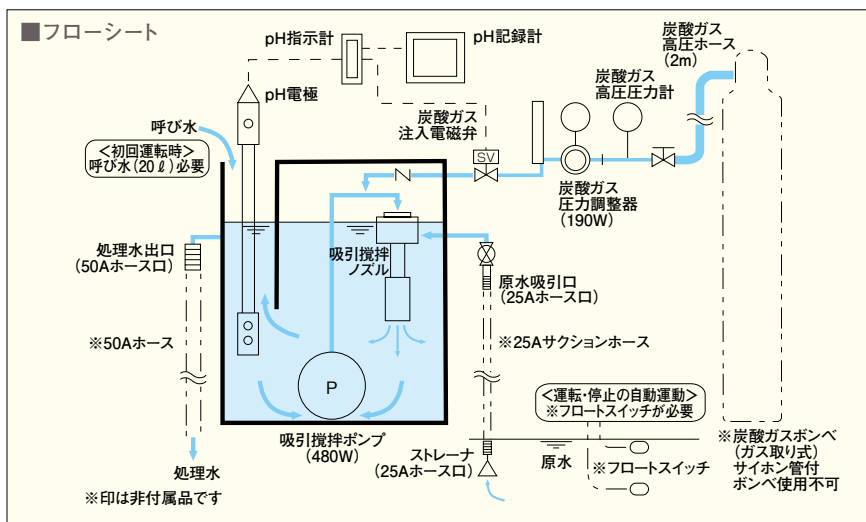 ■フローシート
pH指示計
pH記録計
炭酸ガス
高圧ホース
(2m)
炭酸ガス
高圧圧力計
pH電極
炭酸ガス
注入電磁弁
呼び水
<初回運転時>
呼び水(20ℓ)必要
SV
炭酸ガス
圧力調整器
(190W)
処理水出口
(50Aホース口)
吸引撹拌
ノズル
原水吸引口
(25Aホース口)
※50Aホース
※25Aサクションホース
P
<運転・停止の自動運動>
※フロートスイッチが必要
吸引撹拌ポンプ
(480W)
ストレーナ
(25Aホース口)
原水
※フロートスイッチ
※炭酸ガスボンベ
(ガス取り式)
サイホン管付
ボンベ使用不可
処理水
※印は非付属品です